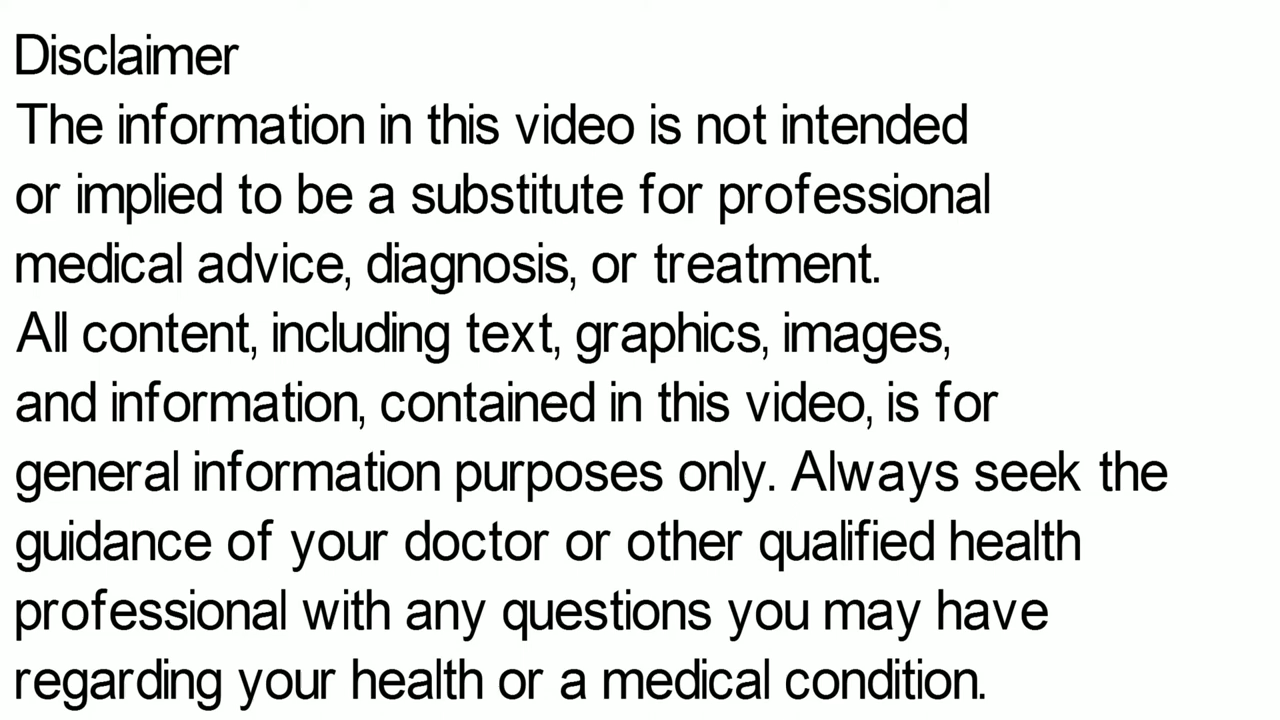 Disclaimer
The information in this video is not intended
or implied to be a substitute for professional
medical advice, diagnosis, or treatment.
All content, including text, graphics, images,
and information, contained in this video, is for
general information purposes only. Always seek the
guidance of your doctor or other qualified health
professional with any questions you may have
regarding your health or a medical condition.